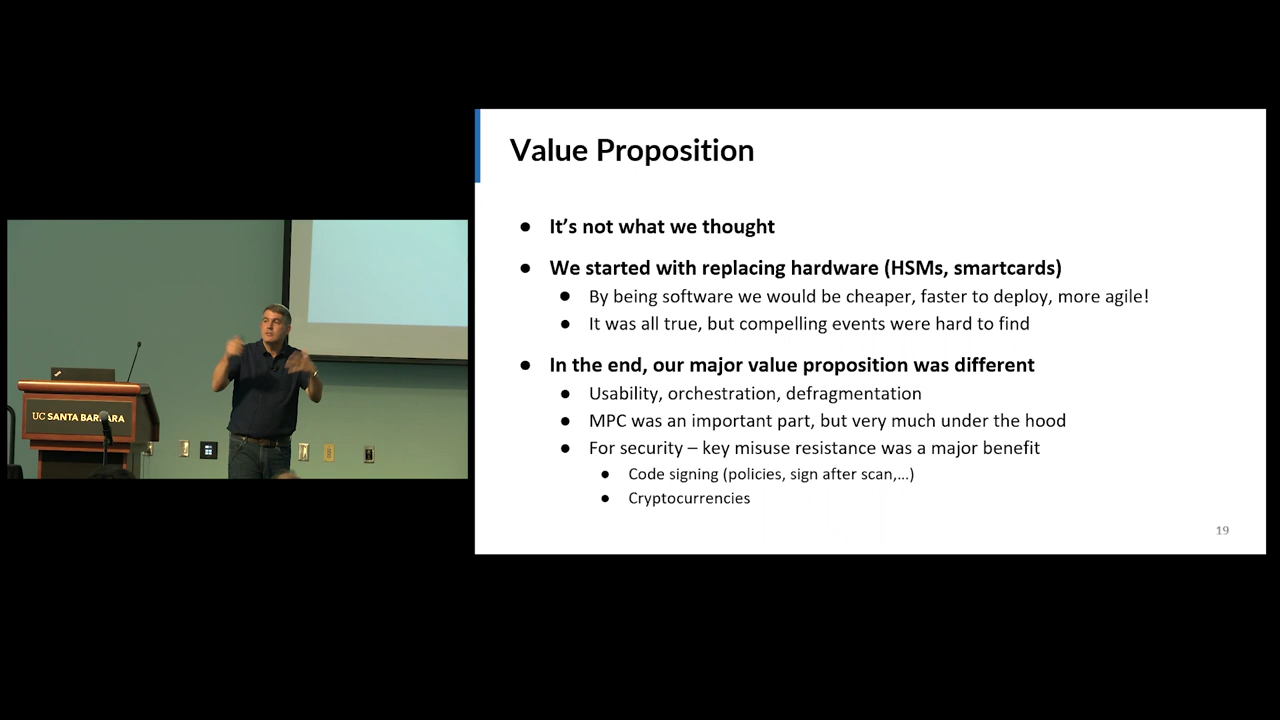 Value Proposition
● It's not what we thought
● We started with replacing hardware (HSMs, smartcards)
● By being software we would be cheaper, faster to deploy, more agile!
● It was all true, but compelling events were hard to find
● In the end, our major value proposition was different
● Usability, orchestration, defragmentation
● MPC was an important part, but very much under the hood
● For security – key misuse resistance was a major benefit
● Code signing (policies, sign after scan,...)
● Cryptocurrencies
19
UC SANTA BARBARA